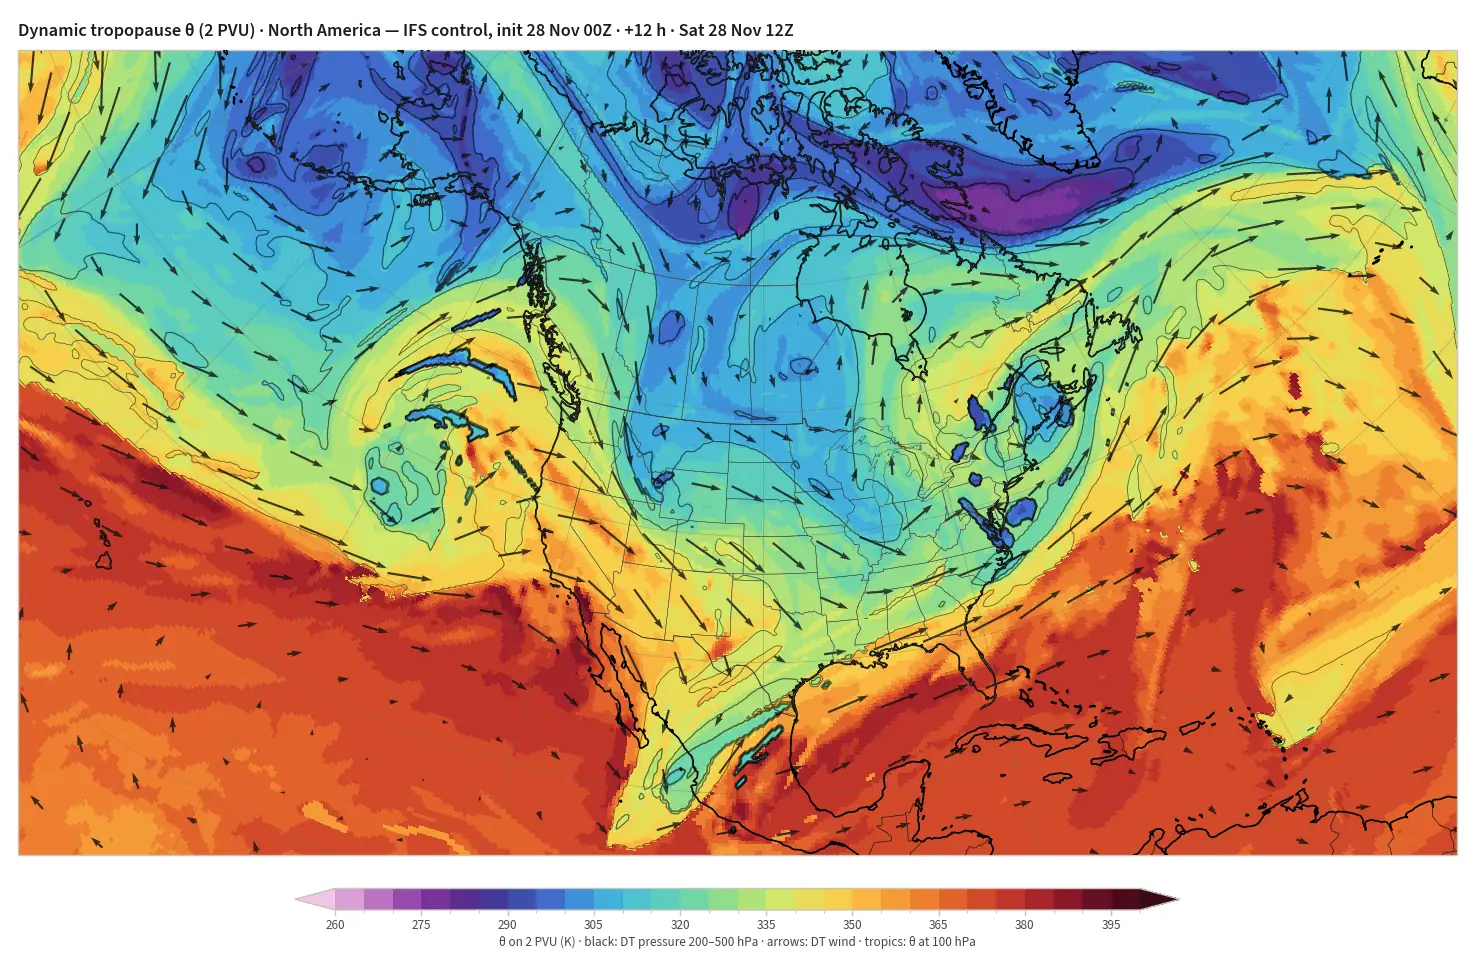 Dynamic tropopause θ (2 PVU) · North America — IFS control, init 28 Nov 00Z · +12 h · Sat 28 Nov 12Z
260 275 290 305 320 335 350 365 380 395
θ on 2 PVU (K) · black: DT pressure 200–500 hPa · arrows: DT wind · tropics: θ at 100 hPa